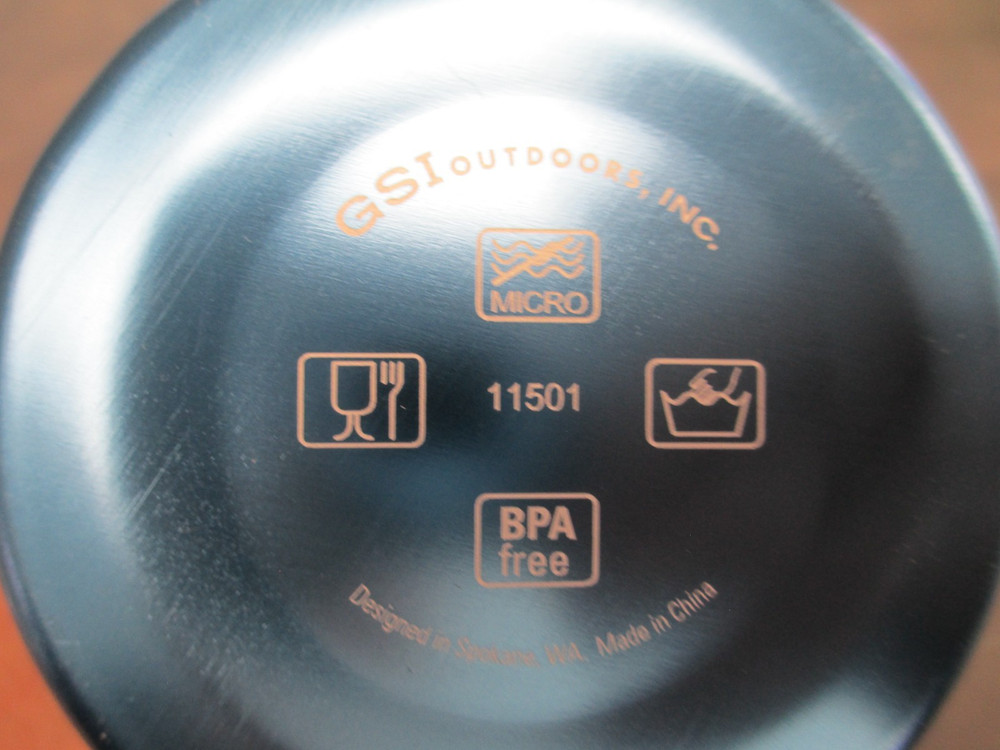 GSI OUTDOORS, INC.
MICRO
11501
BPA
free
Designed in Spokane, WA. Made in China